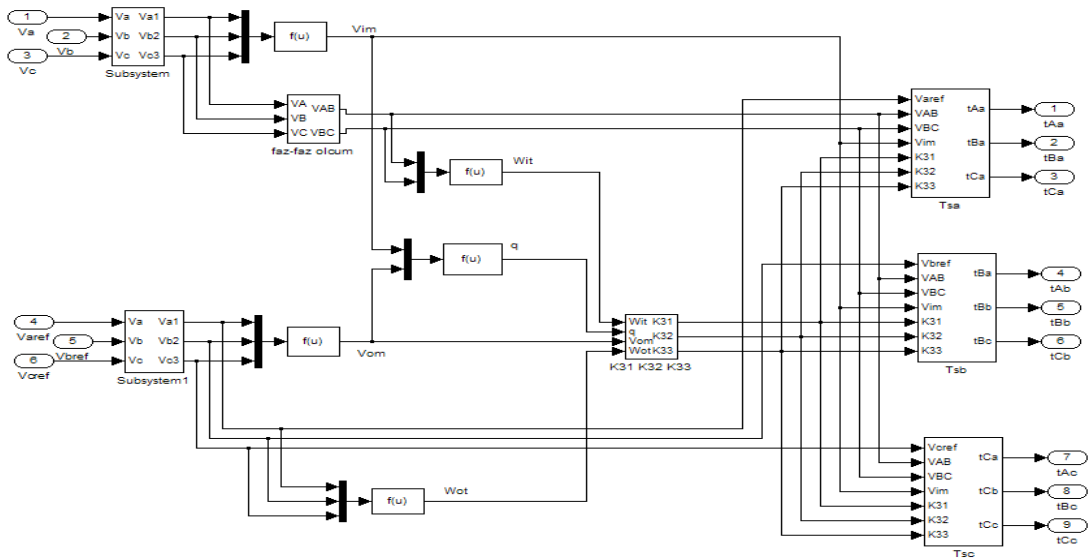 1
Va
2
Vb
3
Vc
Va Va1
Vb Vb2
Vc Vc3
Subsystem
f(u)
Vim
VA VAB
VB
VC VBC
faz-faz olcum
f(u)
Wit
f(u)
q
4
Varef
5
Vbref
6
Vcref
Va Va1
Vb Vb2
Vc Vc3
Subsystem1
f(u)
Vom
Wit K31
q
Vom K32
Wot K33
K31 K32 K33
f(u)
Wot
Varef
VAB
VBC
Vim
K31
K32
K33
tAa
tBa
tCa
Tsa
1
tAa
2
tBa
3
tCa
Vbref
VAB
VBC
Vim
K31
K32
K33
tBa
tBb
tBc
Tsb
4
tAb
5
tBb
6
tCb
Vcref
VAB
VBC
Vim
K31
K32
K33
tCa
tCb
tCc
Tsc
7
tAc
8
tBc
9
tCc